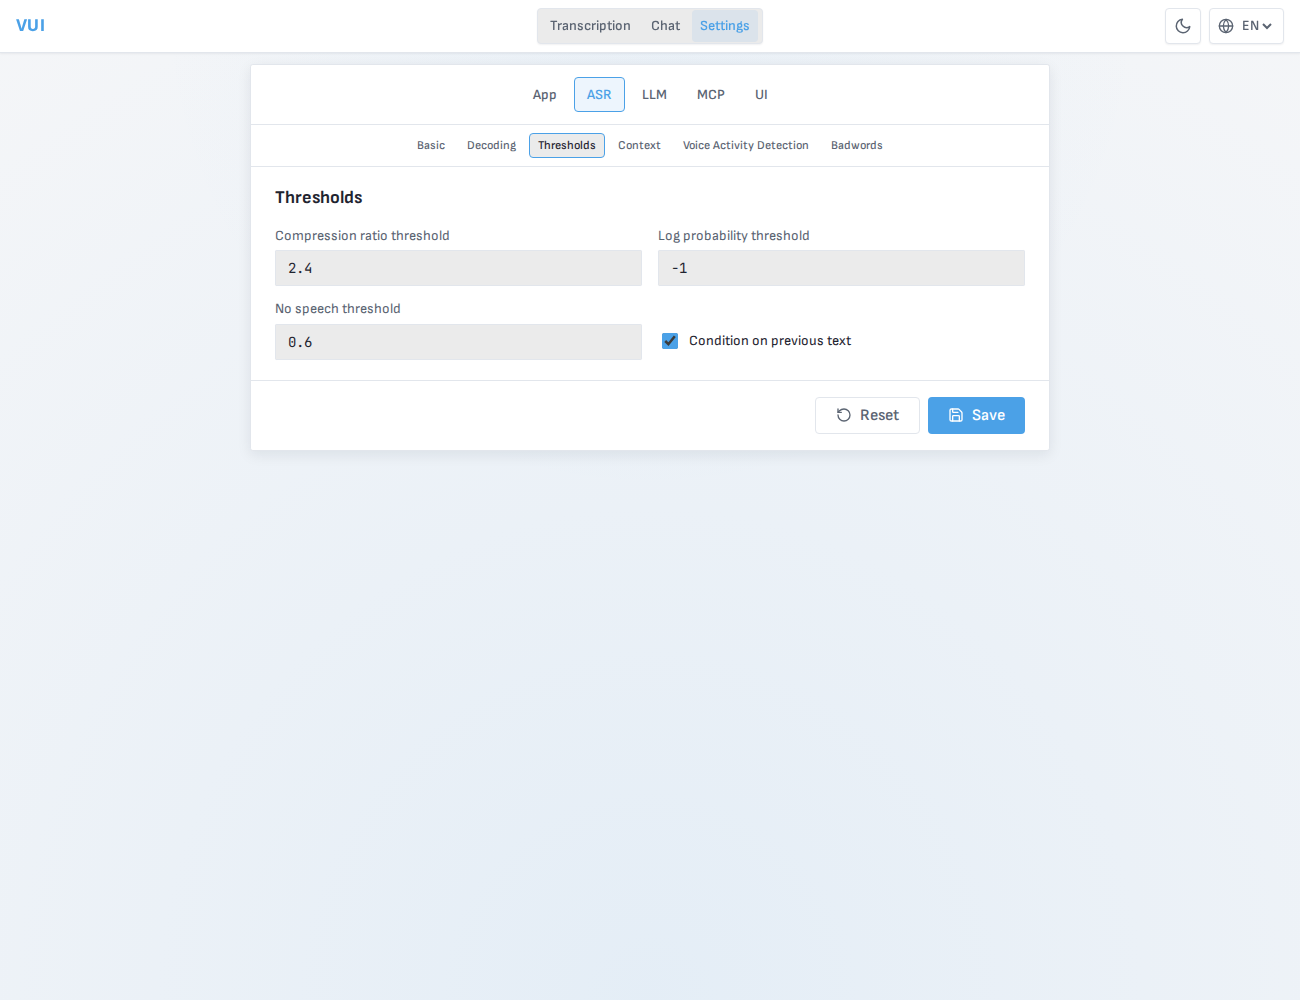 VUI
Transcription Chat Settings
EN
App ASR LLM MCP UI
Basic Decoding Thresholds Context Voice Activity Detection Badwords
Thresholds
Compression ratio threshold Log probability threshold
2.4 -1
No speech threshold
0.6 Condition on previous text
Reset Save